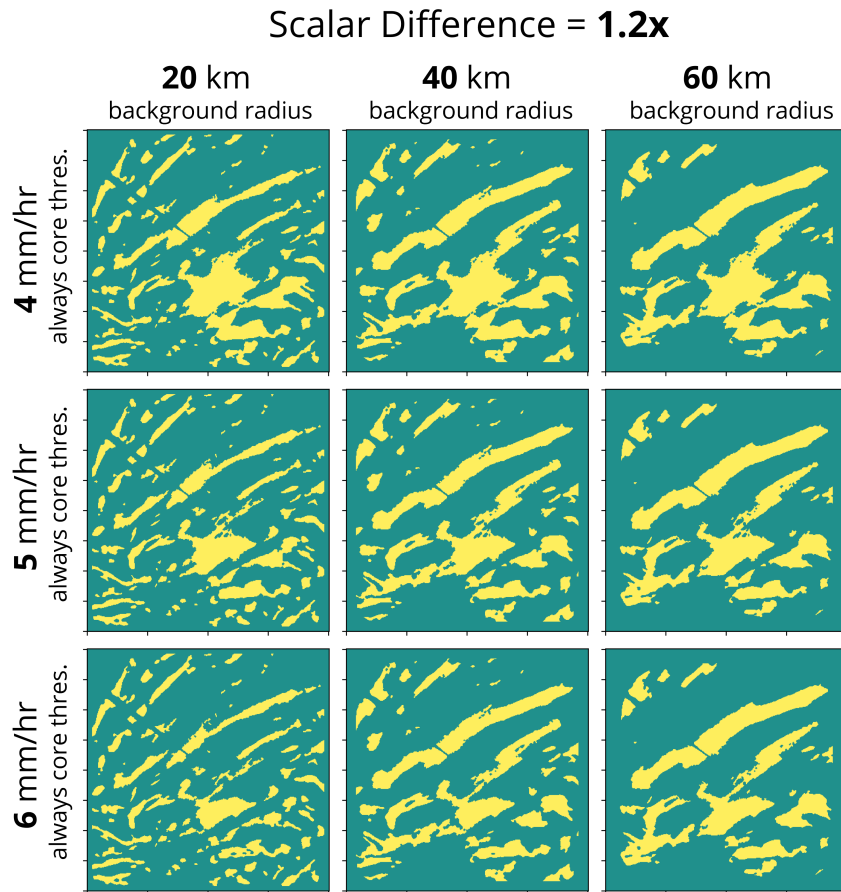 Scalar Difference = 1.2x
20 km
background radius
40 km
background radius
60 km
background radius
4 mm/hr
always core thres.
5 mm/hr
always core thres.
6 mm/hr
always core thres.